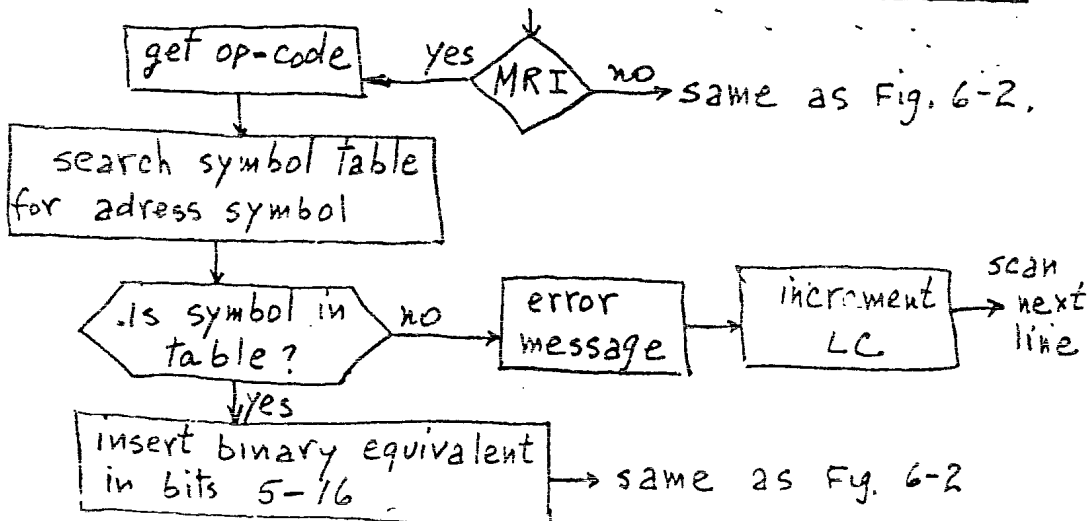 get op-code
yes
MRI
no
same as Fig. 6-2.
search symbol table
for adress symbol
is symbol in
table?
no
error
message
increment
LC
scan
next
line
yes
insert binary equivalent
in bits 5-16
same as Fig. 6-2